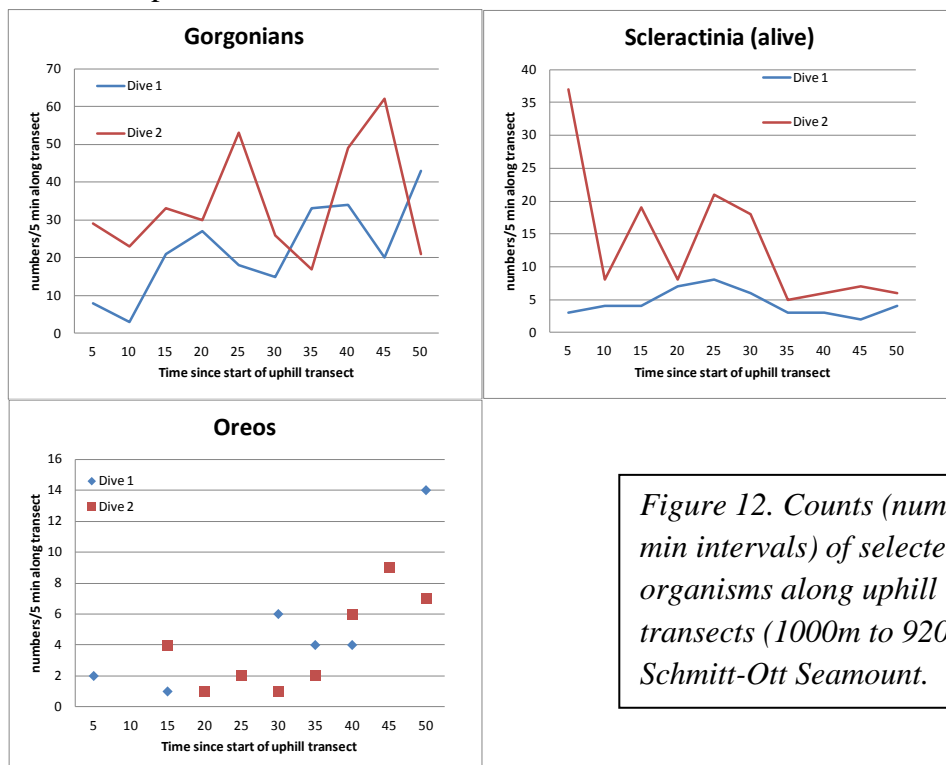 Gorgonians
70
60
50
40
30
20
10
0
numbers/5 min along transect
Dive 1
Dive 2
5 10 15 20 25 30 35 40 45 50
Time since start of uphill transect
Scleractinia (alive)
40
35
30
25
20
15
10
5
0
numbers/5 min along transect
Dive 1
Dive 2
5 10 15 20 25 30 35 40 45 50
Time since start of uphill transect
Oreos
16
14
12
10
8
6
4
2
0
numbers/5 min along transect
Dive 1
Dive 2
5 10 15 20 25 30 35 40 45 50
Time since start of uphill transect
Figure 12. Counts (num
min intervals) of selecte
organisms along uphill
transects (1000m to 920
Schmitt-Ott Seamount.